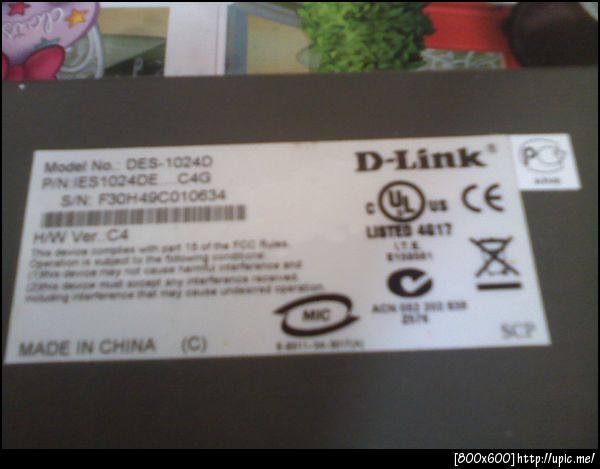 Model No.: DES-1024D
P/N:IES1024DE....C4G
S/N: F30H49C010634
H/W Ver.:C4
This device complies with part 15 of the FCC Rules.
Operation is subject to the following conditions:
(1)this device may not cause harmful interference and
(2)this device must accept any interference received
including interference that may cause undesired operation.
MADE IN CHINA (C)
D-Link®
C UL US
LISTED 4G17
I.T.E.
CE
MIC
SCP
[800x600]http://upic.me/